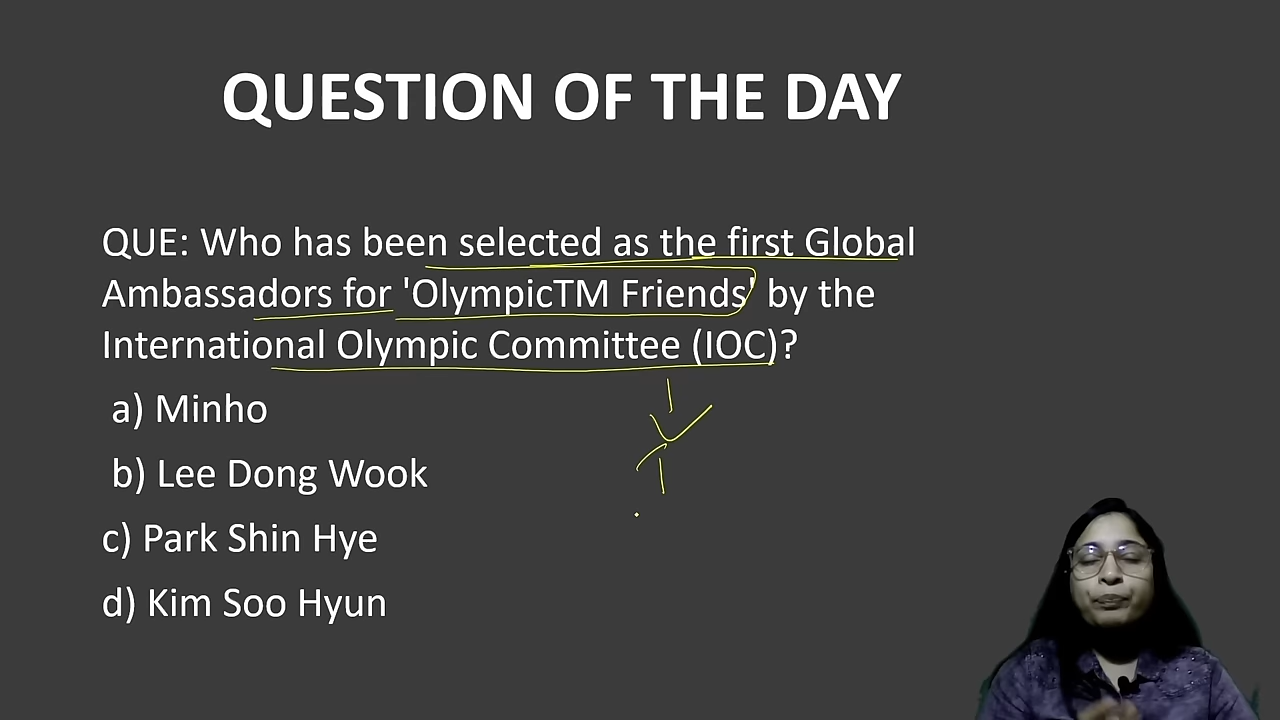 QUESTION OF THE DAY
QUE: Who has been selected as the first Global
Ambassadors for 'OlympicTM Friends' by the
International Olympic Committee (IOC)?
a) Minho
b) Lee Dong Wook
c) Park Shin Hye
d) Kim Soo Hyun